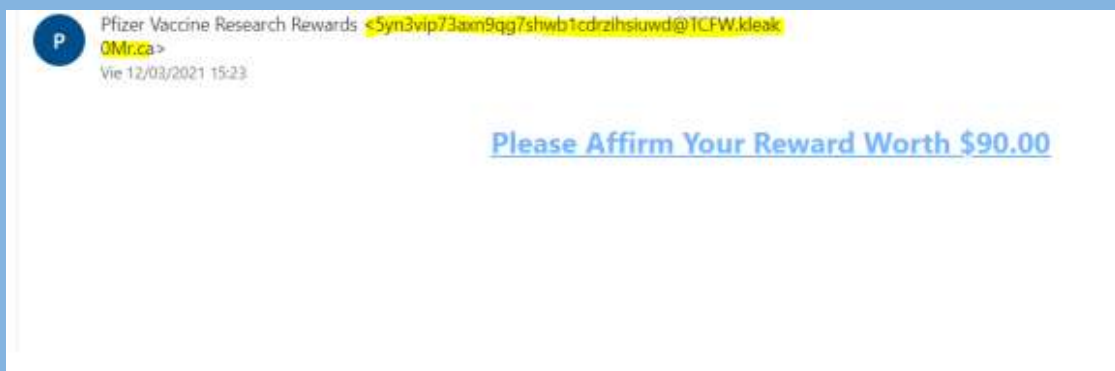 P
Pfizer Vaccine Research Rewards <5yn3vip73axn9qg7shwb1cdrzihsiuwd@TCFW.kleak
0Mr.ca>
Vie 12/03/2021 15:23
Please Affirm Your Reward Worth $90.00